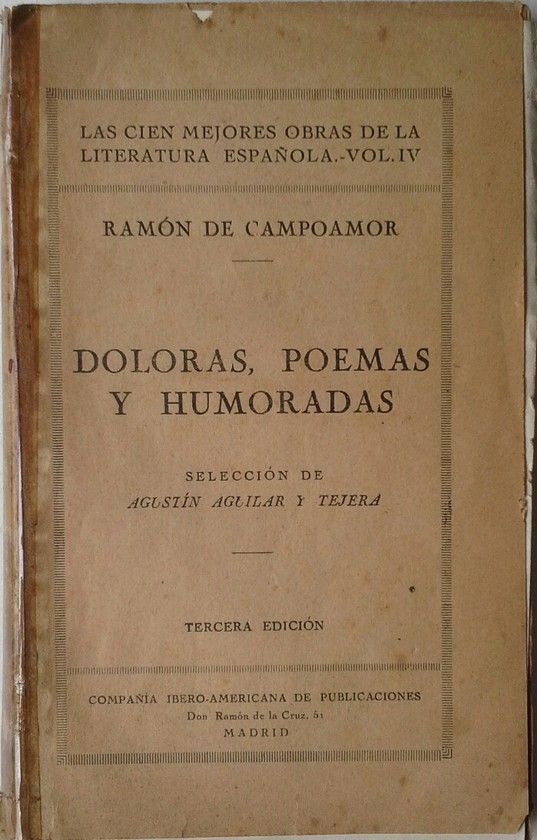 LAS CIEN MEJORES OBRAS DE LA
LITERATURA ESPAÑOLA.-VOL. IV
RAMÓN DE CAMPOAMOR
DOLORAS, POEMAS
Y HUMORADAS
SELECCIÓN DE
AGUSTÍN AGUILAR Y TEJERA
TERCERA EDICIÓN
COMPAÑÍA IBERO-AMERICANA DE PUBLICACIONES
Don Ramón de la Cruz, 51
MADRID